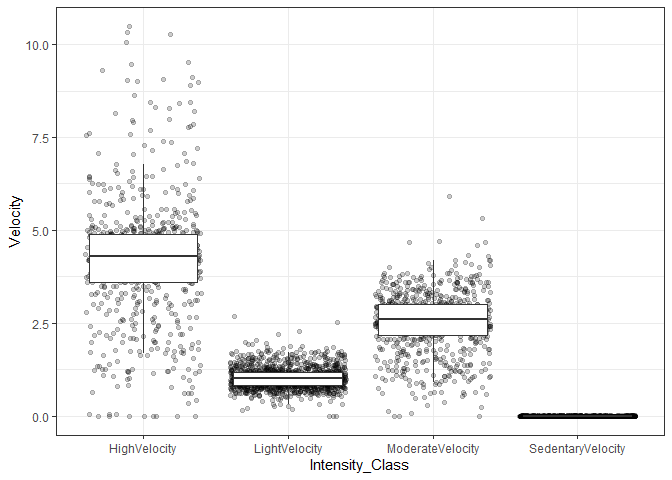 10.0
7.5
5.0
2.5
0.0
Velocity
HighVelocity
LightVelocity
ModerateVelocity
SedentaryVelocity
Intensity_Class